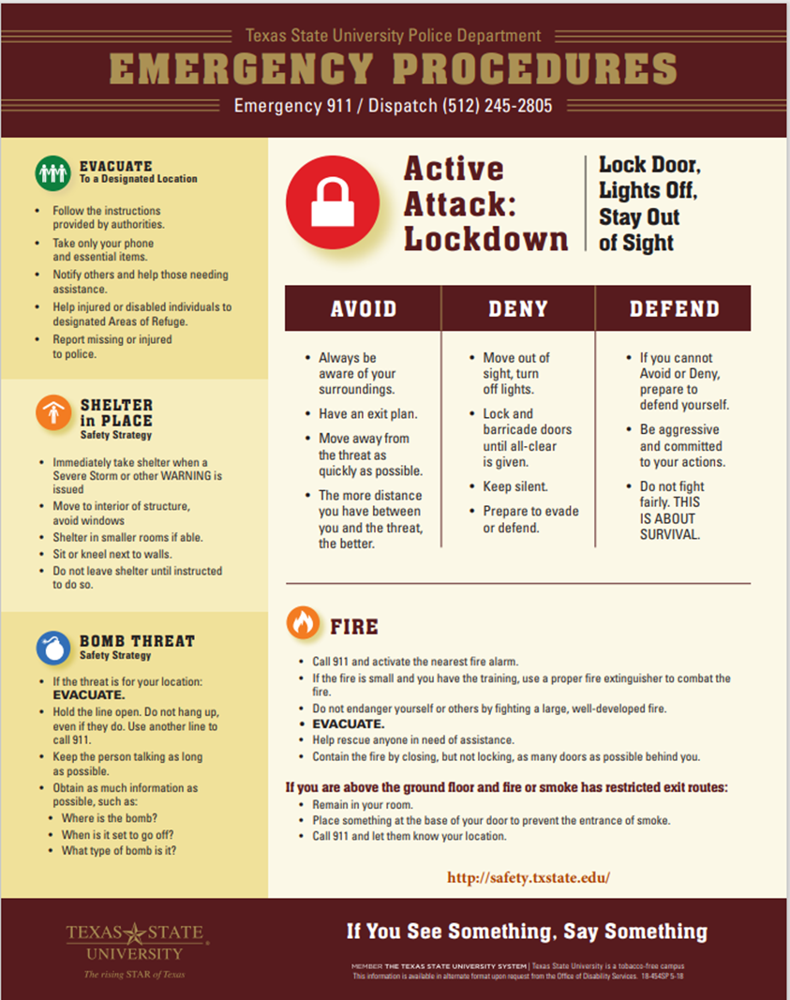 Texas State University Police Department
EMERGENCY PROCEDURES
Emergency 911 / Dispatch (512) 245-2805
EVACUATE
To a Designated Location
• Follow the instructions
provided by authorities.
• Take only your phone
and essential items.
• Notify others and help those needing
assistance.
• Help injured or disabled individuals to
designated Areas of Refuge.
• Report missing or injured
to police.
SHELTER
in PLACE
Safety Strategy
• Immediately take shelter when a
Severe Storm or other WARNING is
issued
• Move to interior of structure,
avoid windows
• Shelter in smaller rooms if able.
• Sit or kneel next to walls.
• Do not leave shelter until instructed
to do so.
BOMB THREAT
Safety Strategy
• If the threat is for your location:
EVACUATE.
• Hold the line open. Do not hang up,
even if they do. Use another line to
call 911.
• Keep the person talking as long
as possible.
• Obtain as much information as
possible, such as:
• Where is the bomb?
• When is it set to go off?
• What type of bomb is it?
Active
Attack:
Lockdown
Lock Door,
Lights Off,
Stay Out
of Sight
AVOID
• Always be
aware of your
surroundings.
• Have an exit plan.
• Move away from
the threat as
quickly as possible.
• The more distance
you have between
you and the threat,
the better.
DENY
• Move out of
sight, turn
off lights.
• Lock and
barricade doors
until all-clear
is given.
• Keep silent.
• Prepare to evade
or defend.
DEFEND
• If you cannot
Avoid or Deny,
prepare to
defend yourself.
• Be aggressive
and committed
to your actions.
• Do not fight
fairly. THIS
IS ABOUT
SURVIVAL.
FIRE
• Call 911 and activate the nearest fire alarm.
• If the fire is small and you have the training, use a proper fire extinguisher to combat the
fire.
• Do not endanger yourself or others by fighting a large, well-developed fire.
• EVACUATE.
• Help rescue anyone in need of assistance.
• Contain the fire by closing, but not locking, as many doors as possible behind you.
If you are above the ground floor and fire or smoke has restricted exit routes:
• Remain in your room.
• Place something at the base of your door to prevent the entrance of smoke.
• Call 911 and let them know your location.
http://safety.txstate.edu/
TEXAS STATE
UNIVERSITY®
The rising STAR of Texas
If You See Something, Say Something
MEMBER THE TEXAS STATE UNIVERSITY SYSTEM | Texas State University is a tobacco-free campus
This information is available in alternate format upon request from the Office of Disability Services. 18-454SP 5-18